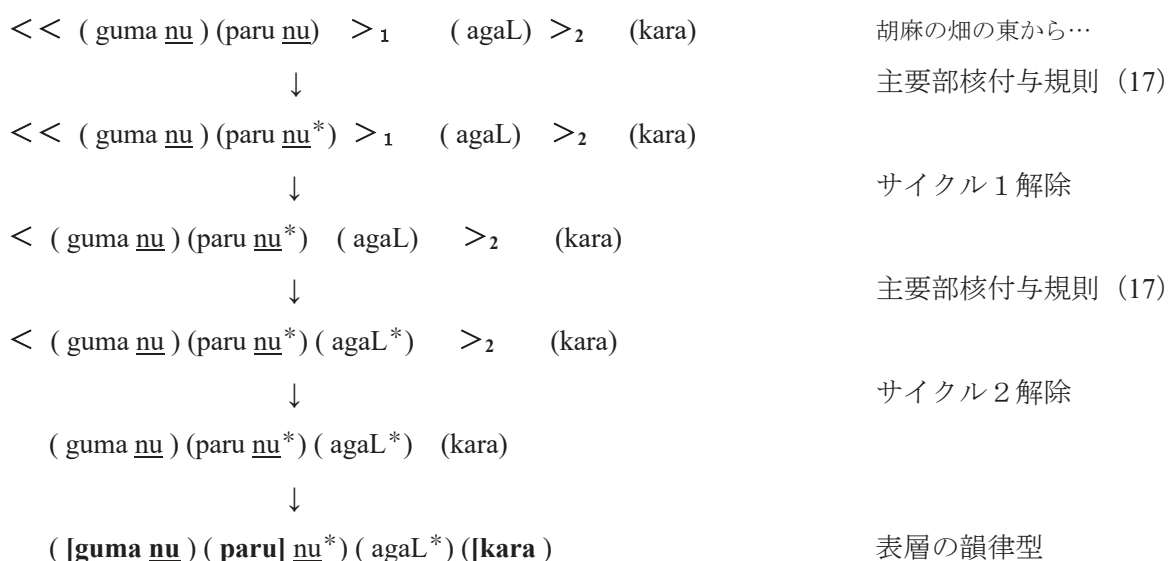 ＜＜ ( guma nu ) (paru nu) ＞₁ ( agaL) ＞₂ (kara) 胡麻の畑の東から…
↓ 主要部核付与規則（17）
＜＜ ( guma nu ) (paru nu*) ＞₁ ( agaL) ＞₂ (kara)
↓ サイクル１解除
＜ ( guma nu ) (paru nu*) ( agaL) ＞₂ (kara)
↓ 主要部核付与規則（17）
＜ ( guma nu ) (paru nu*) ( agaL*) ＞₂ (kara)
↓ サイクル２解除
( guma nu ) (paru nu*) ( agaL*) (kara)
↓
( [guma nu ) ( paru] nu*) ( agaL*) ([kara ) 表層の韻律型